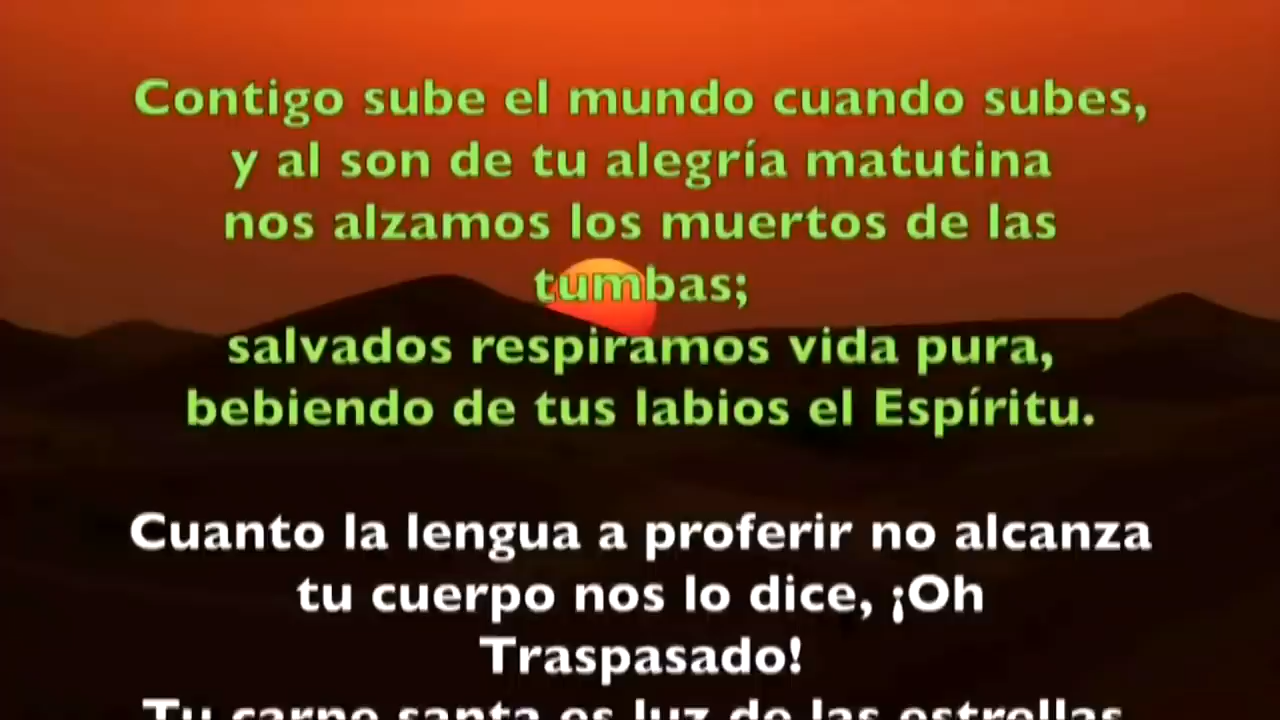 Contigo sube el mundo cuando subes,
y al son de tu alegría matutina
nos alzamos los muertos de las
tumbas;
salvados respiramos vida pura,
bebiendo de tus labios el Espíritu.
Cuanto la lengua a proferir no alcanza
tu cuerpo nos lo dice, ¡Oh
Traspasado!
Tu carne santa es luz de las estrellas,